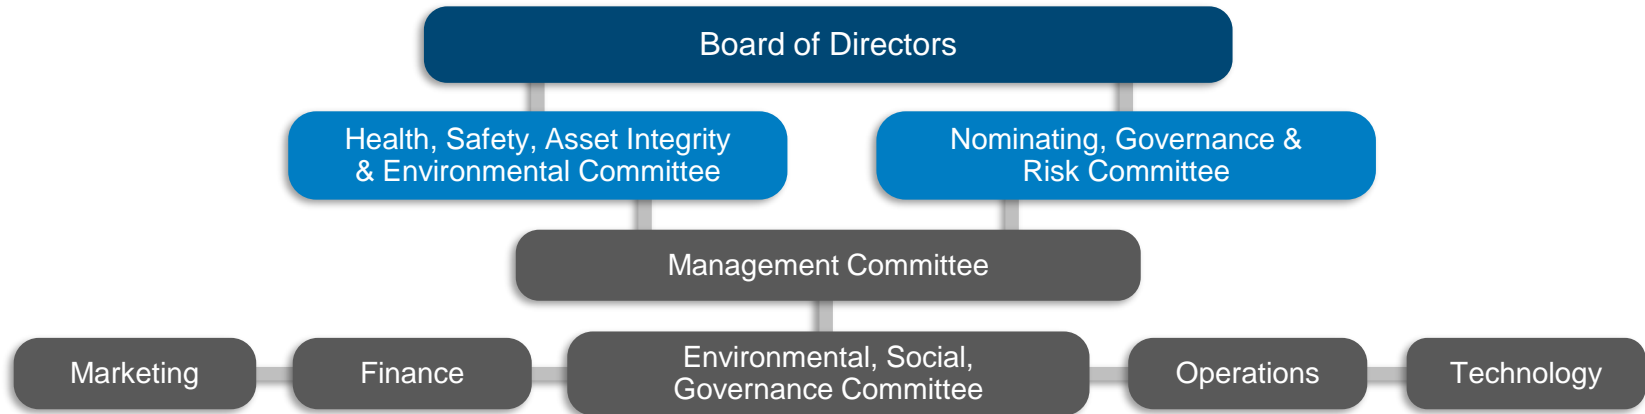 Board of Directors
Health, Safety, Asset Integrity
& Environmental Committee
Nominating, Governance &
Risk Committee
Management Committee
Marketing
Finance
Environmental, Social,
Governance Committee
Operations
Technology